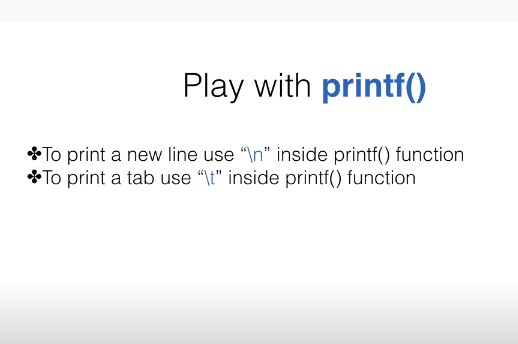 Play with printf()
✤To print a new line use “\n” inside printf() function
✤To print a tab use “\t” inside printf() function